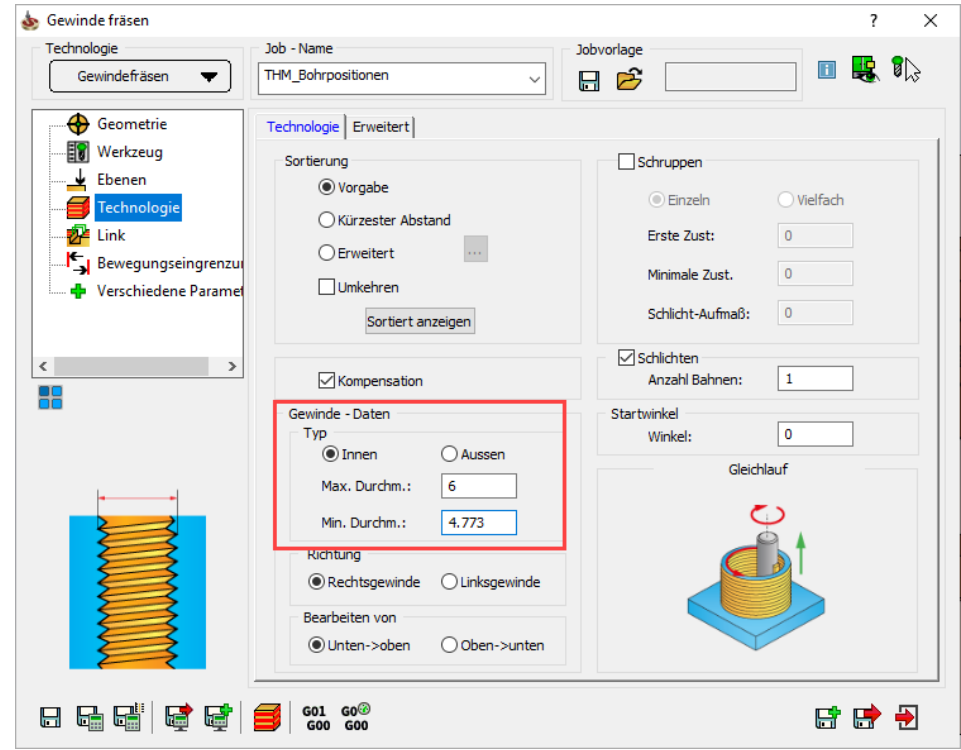 Gewinde fräsen
?
Technologie
Gewindefräsen
Job - Name
THM_Bohrpositionen
Jobvorlage
Geometrie
Werkzeug
Ebenen
Technologie
Link
Bewegungseingrenzu
Verschiedene Paramet
Technologie
Erweitert
Sortierung
Vorgabe
Kürzester Abstand
Erweitert
...
Umkehren
Sortiert anzeigen
Kompensation
Gewinde - Daten
Typ
Innen
Aussen
Max. Durchm.:
6
Min. Durchm.:
4.773
Richtung
Rechtsgewinde
Linksgewinde
Bearbeiten von
Unten->oben
Oben->unten
Schruppen
Einzeln
Vielfach
Erste Zust:
0
Minimale Zust.
0
Schlicht-Aufmaß:
0
Schlichten
Anzahl Bahnen:
1
Startwinkel
Winkel:
0
Gleichlauf
G01
G00
G0
G00